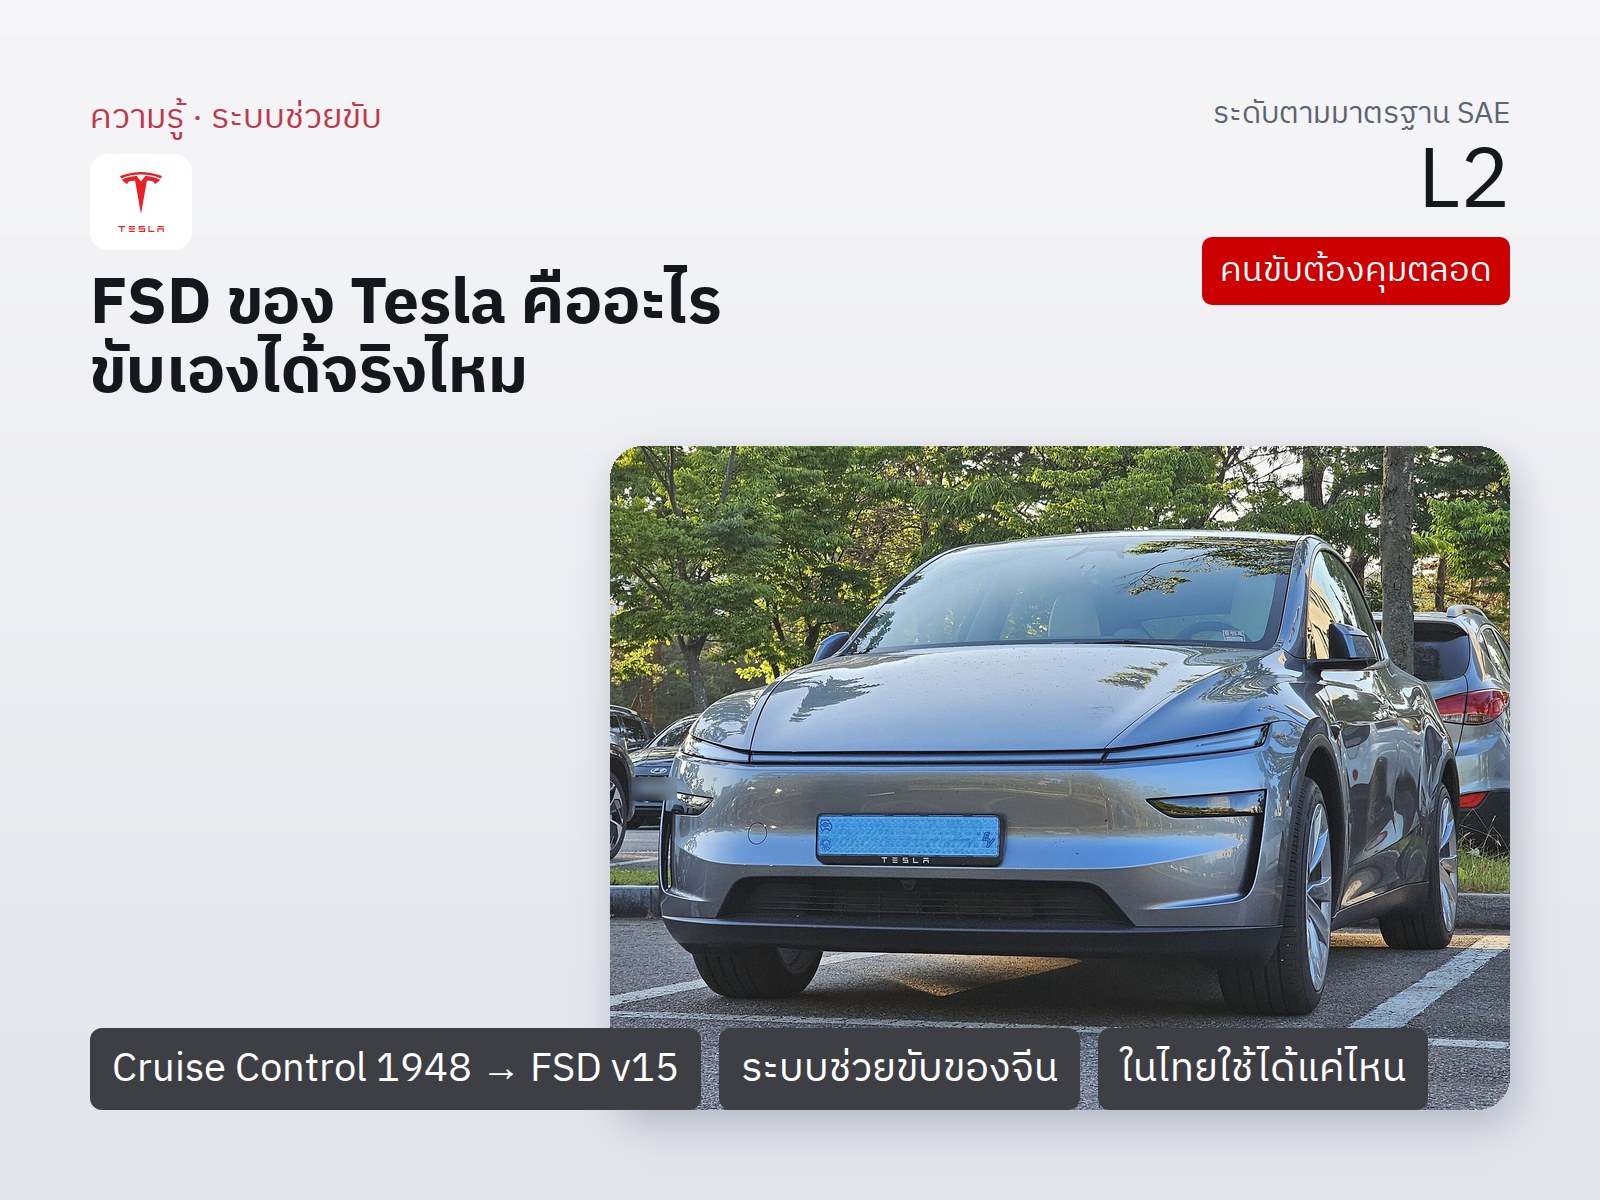 ความรู้ · ระบบช่วยขับ
TESLA
FSD ของ Tesla คืออะไร
ขับเองได้จริงไหม
ระดับตามมาตรฐาน SAE
L2
คนขับต้องคุมตลอด
TESLA
Cruise Control 1948 → FSD v15
ระบบช่วยขับของจีน
ในไทยใช้ได้แค่ไหน